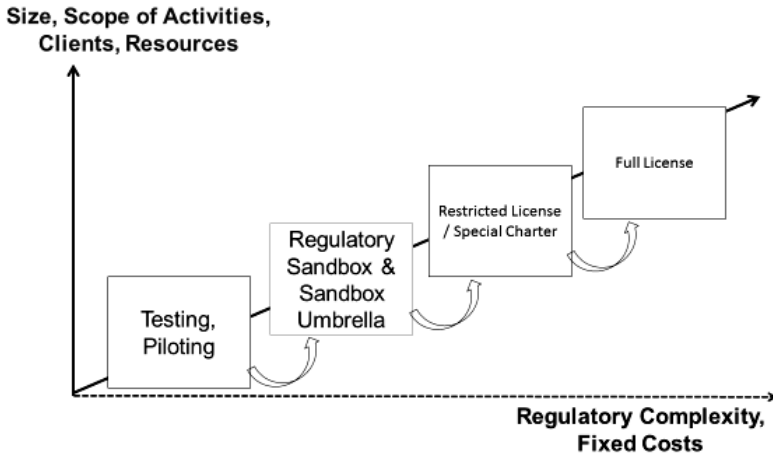 Size, Scope of Activities,
Clients, Resources
Full License
Restricted License
/ Special Charter
Regulatory
Sandbox &
Sandbox
Umbrella
Testing,
Piloting
Regulatory Complexity,
Fixed Costs